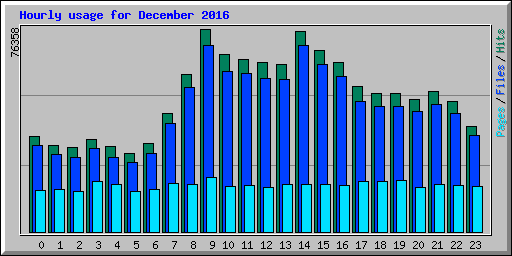 Hourly usage for December 2016
76358
Pages / Files / Hits
0 1 2 3 4 5 6 7 8 9 10 11 12 13 14 15 16 17 18 19 20 21 22 23